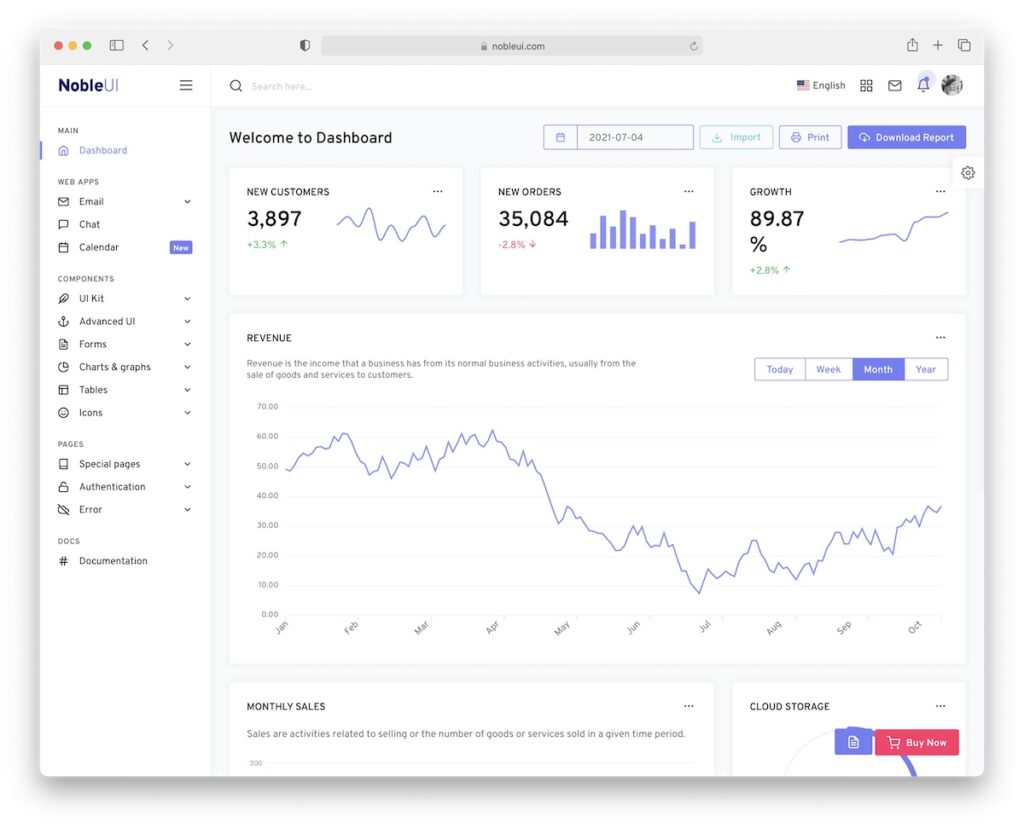 nobleui.com
NobleUI
Search here...
English
MAIN
Dashboard
WEB APPS
Email
Chat
Calendar
New
COMPONENTS
UI Kit
Advanced UI
Forms
Charts & graphs
Tables
Icons
PAGES
Special pages
Authentication
Error
DOCS
Documentation
Welcome to Dashboard
2021-07-04
Import
Print
Download Report
NEW CUSTOMERS
3,897
+3.3%
NEW ORDERS
35,084
-2.8%
GROWTH
89.87
%
+2.8%
REVENUE
Revenue is the income that a business has from its normal business activities, usually from the
sale of goods and services to customers.
Today
Week
Month
Year
70.00
60.00
50.00
40.00
30.00
20.00
10.00
0.00
Jan
Feb
Mar
Apr
May
Jun
Jul
Aug
Sep
Oct
MONTHLY SALES
Sales are activities related to selling or the number of goods or services sold in a given time period.
200
CLOUD STORAGE
Buy Now